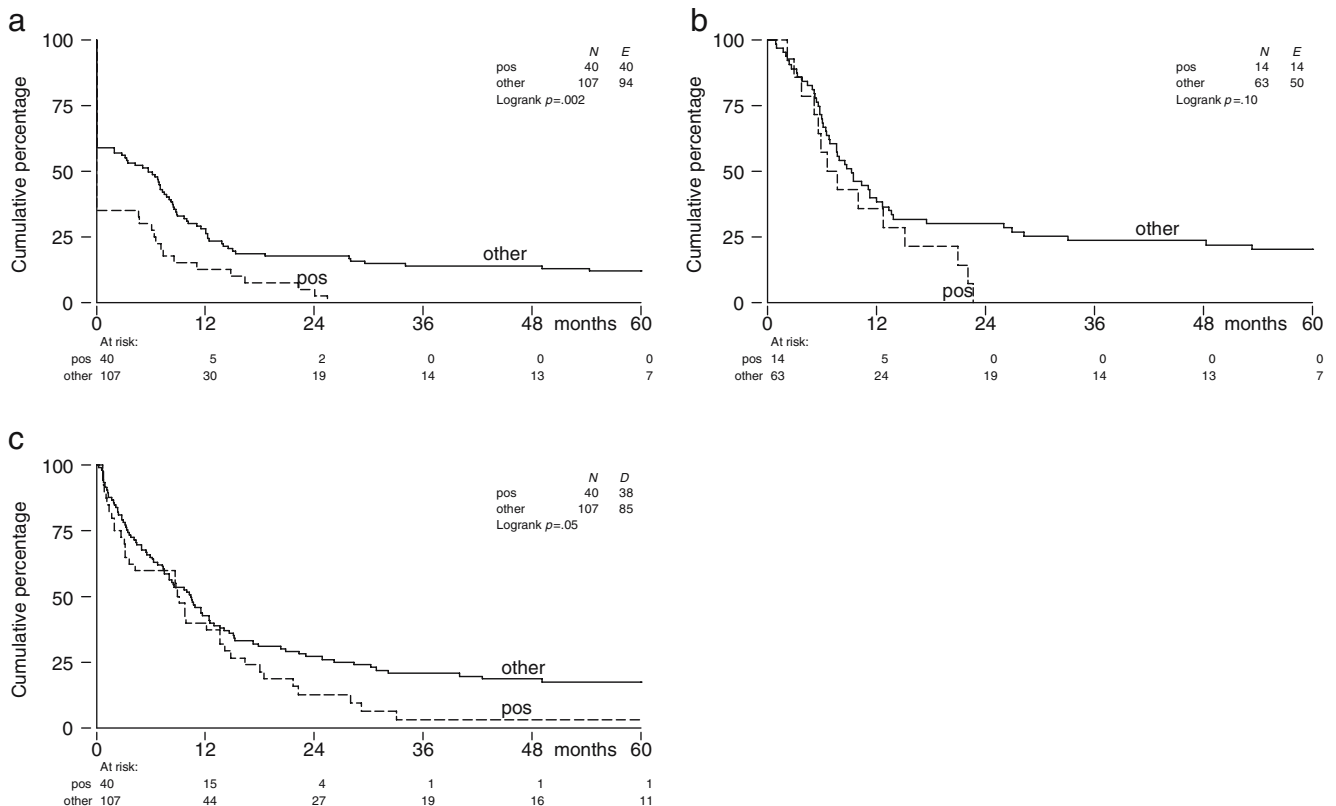 a
100
75
50
25
0
Cumulative percentage
N E
pos 40 40
other 107 94
Logrank p=.002
other
pos
0 12 24 36 48 months 60
At risk:
pos 40 5 2 0 0 0
other 107 30 19 14 13 7
b
100
75
50
25
0
Cumulative percentage
N E
pos 14 14
other 63 50
Logrank p=.10
other
pos
0 12 24 36 48 months 60
At risk:
pos 14 5 0 0 0 0
other 63 24 19 14 13 7
c
100
75
50
25
0
Cumulative percentage
N D
pos 40 38
other 107 85
Logrank p=.05
other
pos
0 12 24 36 48 months 60
At risk:
pos 40 15 4 1 1 1
other 107 44 27 19 16 11